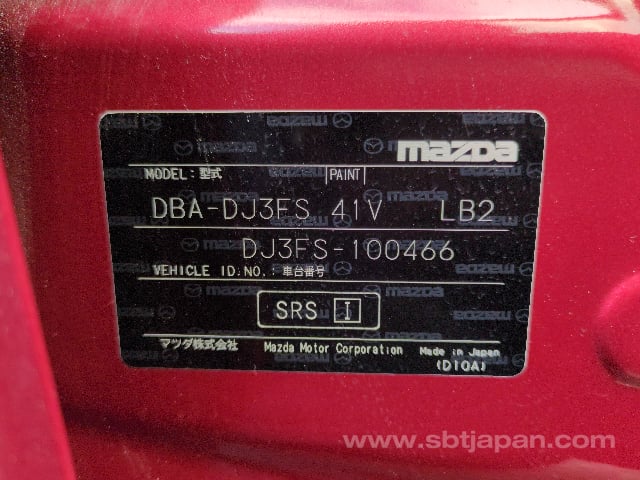 mazda
MODEL: 型式 PAINT
DBA-DJ3FS 41V LB2
DJ3FS-100466
VEHICLE ID.NO.: 車台番号
SRS I
マツダ株式会社 Mazda Motor Corporation Made in Japan
(D10A)
www.sbtjapan.com